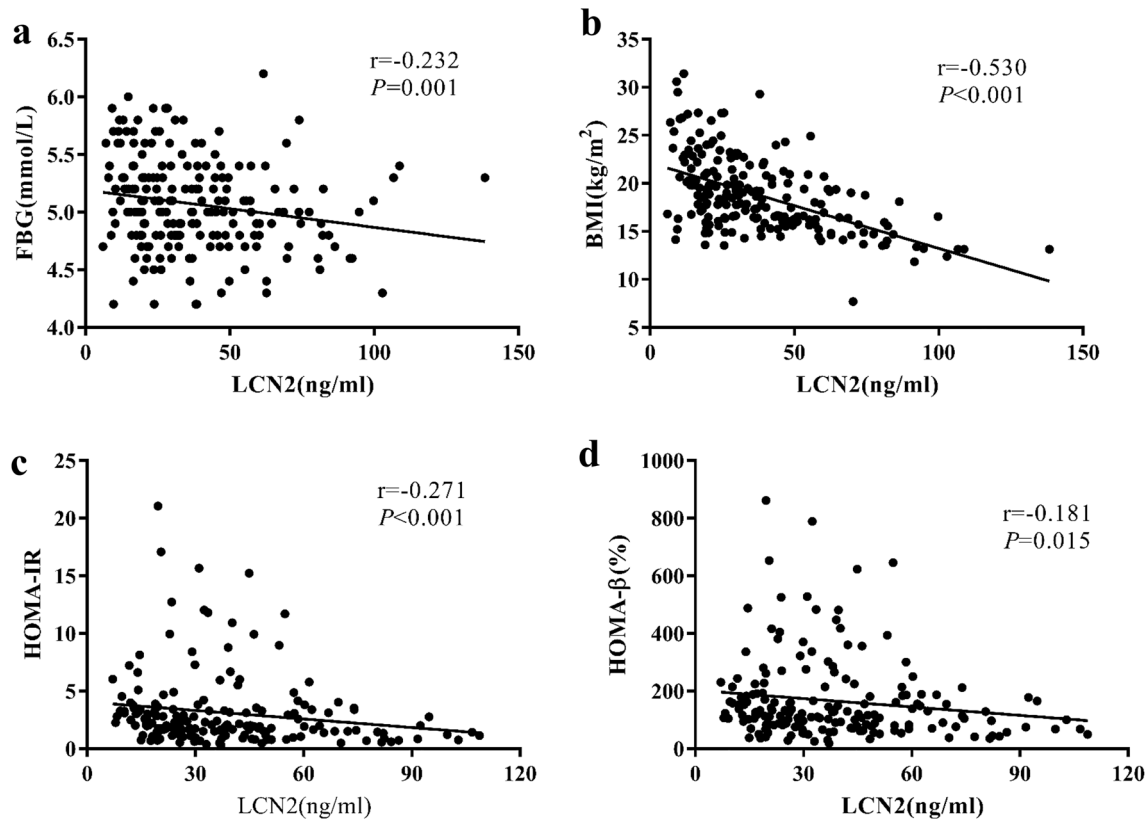 a
6.5
6.0
5.5
5.0
4.5
4.0
FBG(mmol/L)
r=-0.232
P=0.001
0 50 100 150
LCN2(ng/ml)
b
35
30
25
20
15
10
5
BMI(kg/m²)
r=-0.530
P<0.001
0 50 100 150
LCN2(ng/ml)
c
25
20
15
10
5
0
HOMA-IR
r=-0.271
P<0.001
0 30 60 90 120
LCN2(ng/ml)
d
1000
800
600
400
200
0
HOMA-β(%)
r=-0.181
P=0.015
0 30 60 90 120
LCN2(ng/ml)